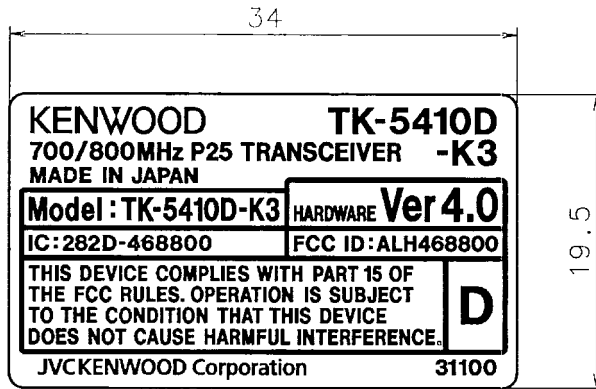 34
KENWOOD TK-5410D
700/800MHz P25 TRANSCEIVER -K3
MADE IN JAPAN
Model : TK-5410D-K3 HARDWARE Ver 4.0
IC:282D-468800 FCC ID:ALH468800
THIS DEVICE COMPLIES WITH PART 15 OF
THE FCC RULES. OPERATION IS SUBJECT
TO THE CONDITION THAT THIS DEVICE
DOES NOT CAUSE HARMFUL INTERFERENCE.
D
JVCKENWOOD Corporation 31100
19.5